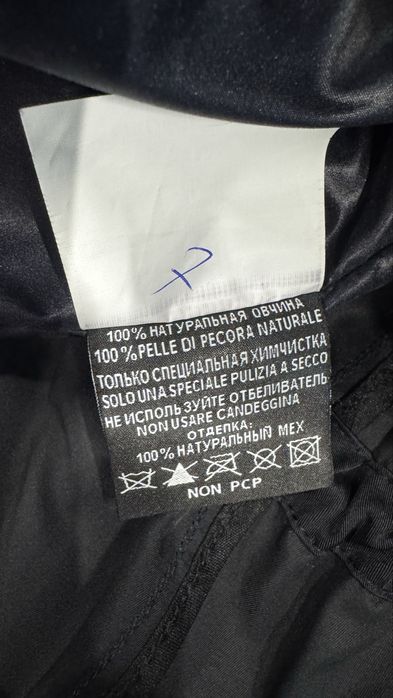 100% НАТУРАЛЬНАЯ ОВЧИНА
100%PELLE DI PECORA NATURALE
ТОЛЬКО СПЕЦИАЛЬНАЯ ХИМЧИСТКА
SOLO UNA SPECIALE PULIZIA A SECCO
НЕ ИСПОЛЬЗУЙТЕ ОТБЕЛИВАТЕЛЬ
NON USARE CANDEGGINA
ОТДЕЛКА:
100% НАТУРАЛЬНЫЙ МЕХ
NON PCP